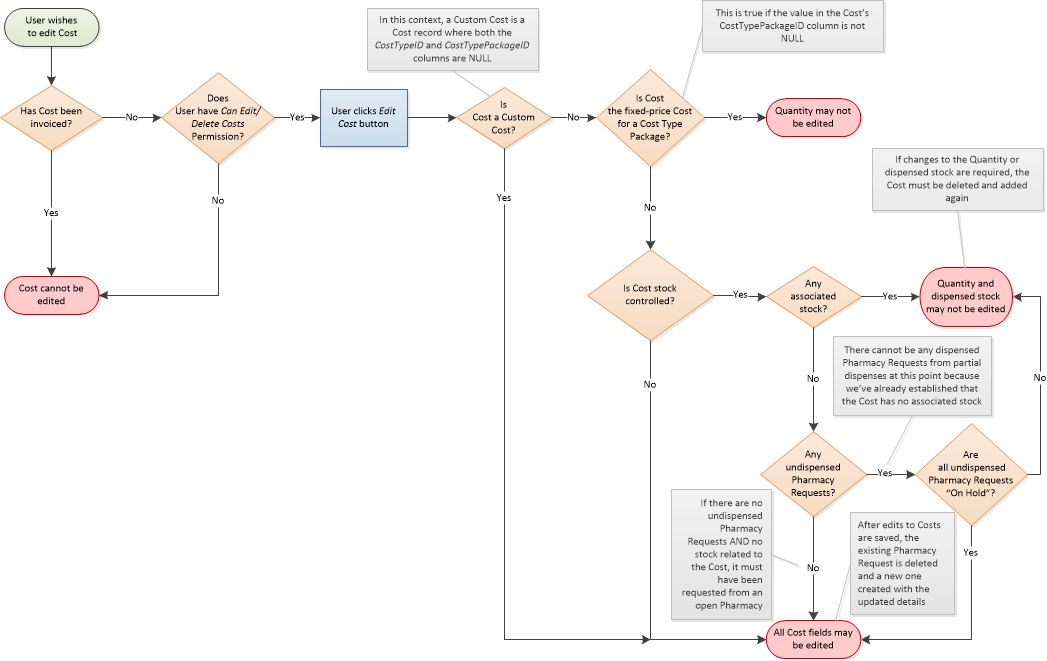 User wishes
to edit Cost
In this context, a Custom Cost is a
Cost record where both the
CostTypeID and CostTypePackageID
columns are NULL
This is true if the value in the Cost's
CostTypePackageID column is not
NULL
Has Cost been
invoiced?
No
Does
User have Can Edit/
Delete Costs
Permission?
Yes
User clicks Edit
Cost button
Is
Cost a Custom
Cost?
No
Is Cost
the fixed-price Cost
for a Cost Type
Package?
Yes
Quantity may not
be edited
If changes to the Quantity or
dispensed stock are required, the
Cost must be deleted and added
again
Yes
No
Yes
No
Cost cannot be
edited
Is Cost stock
controlled?
Yes
Any
associated
stock?
Yes
Quantity and
dispensed stock
may not be edited
There cannot be any dispensed
Pharmacy Requests from partial
dispenses at this point because
we've already established that
the Cost has no associated stock
No
No
No
Any
undispensed
Pharmacy
Requests?
Yes
Are
all undispensed
Pharmacy Requests
“On Hold”?
If there are no
undispensed
Pharmacy
Requests AND no
stock related to
the Cost, it must
have been
requested from an
open Pharmacy
No
After edits to Costs
are saved, the
existing Pharmacy
Request is deleted
and a new one
created with the
updated details
Yes
All Cost fields may
be edited